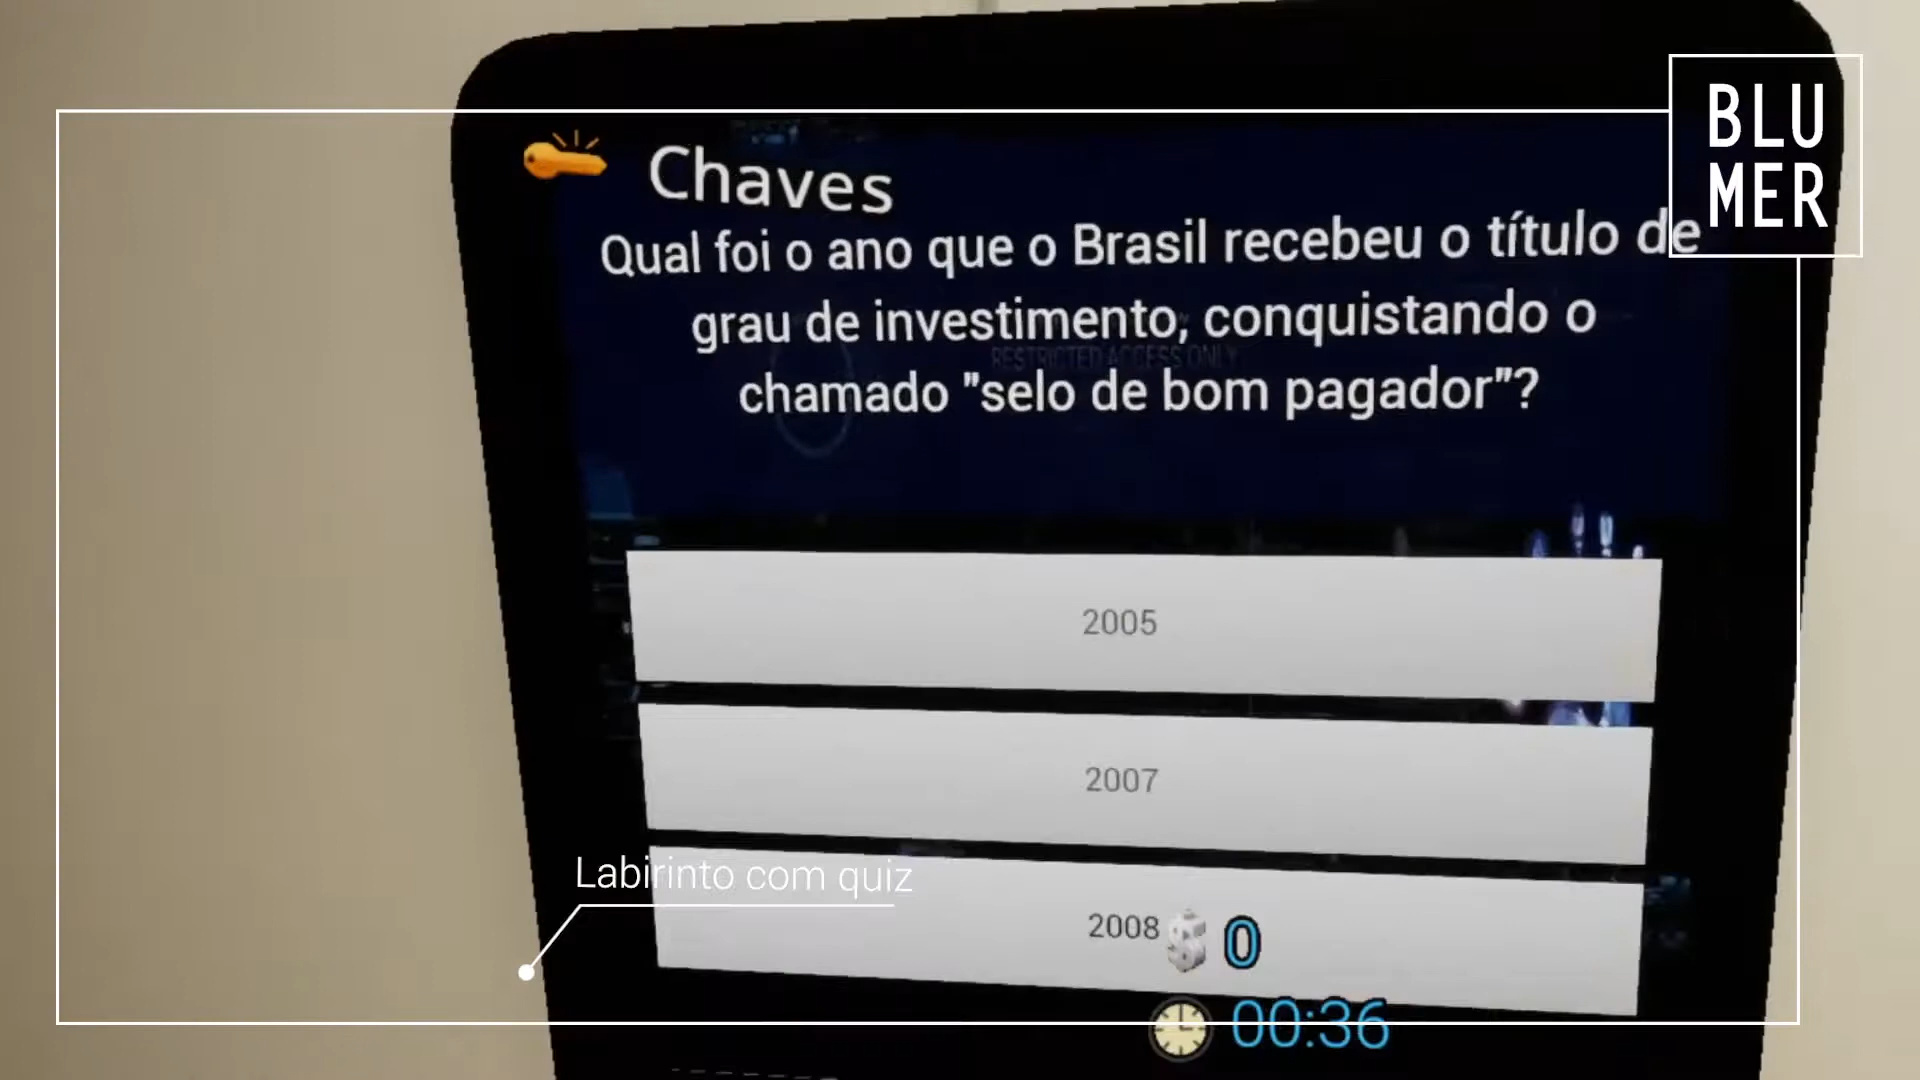 BLU
MER
Chaves
Qual foi o ano que o Brasil recebeu o título de
grau de investimento, conquistando o
chamado "selo de bom pagador"?
RESTRICTED ACCESS ONLY
2005
2007
Labirinto com quiz
2008
$ 0
00:36